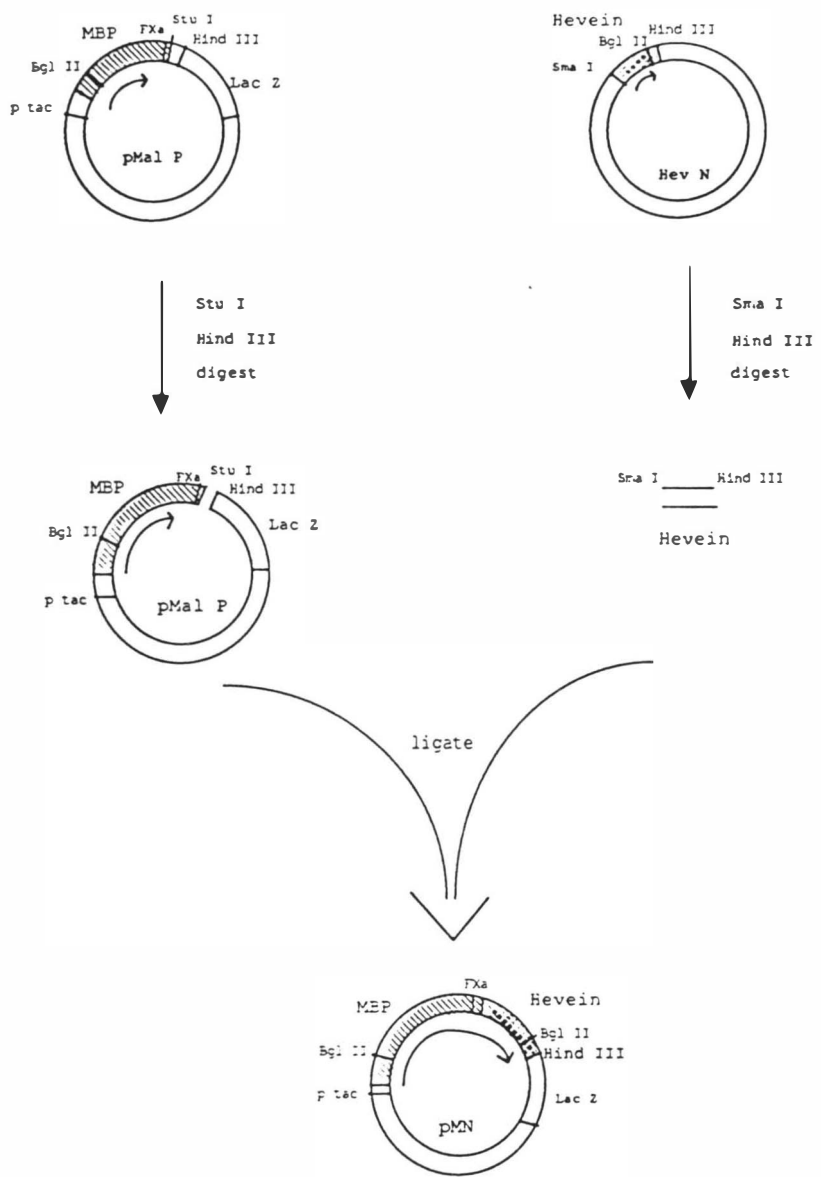 Stu I
FXa
MBP
Hind III
Bgl II
Lac Z
p tac
pMal P
Hevein
Hind III
Bgl II
Sma I
Hev N
Stu I
Hind III
digest
Sma I
Hind III
digest
Stu I
FXa
Hind III
MBP
Bgl II
Lac Z
p tac
pMal P
Sma I
Hind III
Hevein
ligate
FXa
MBP
Hevein
Bgl II
Bgl II
Hind III
p tac
Lac Z
pMN